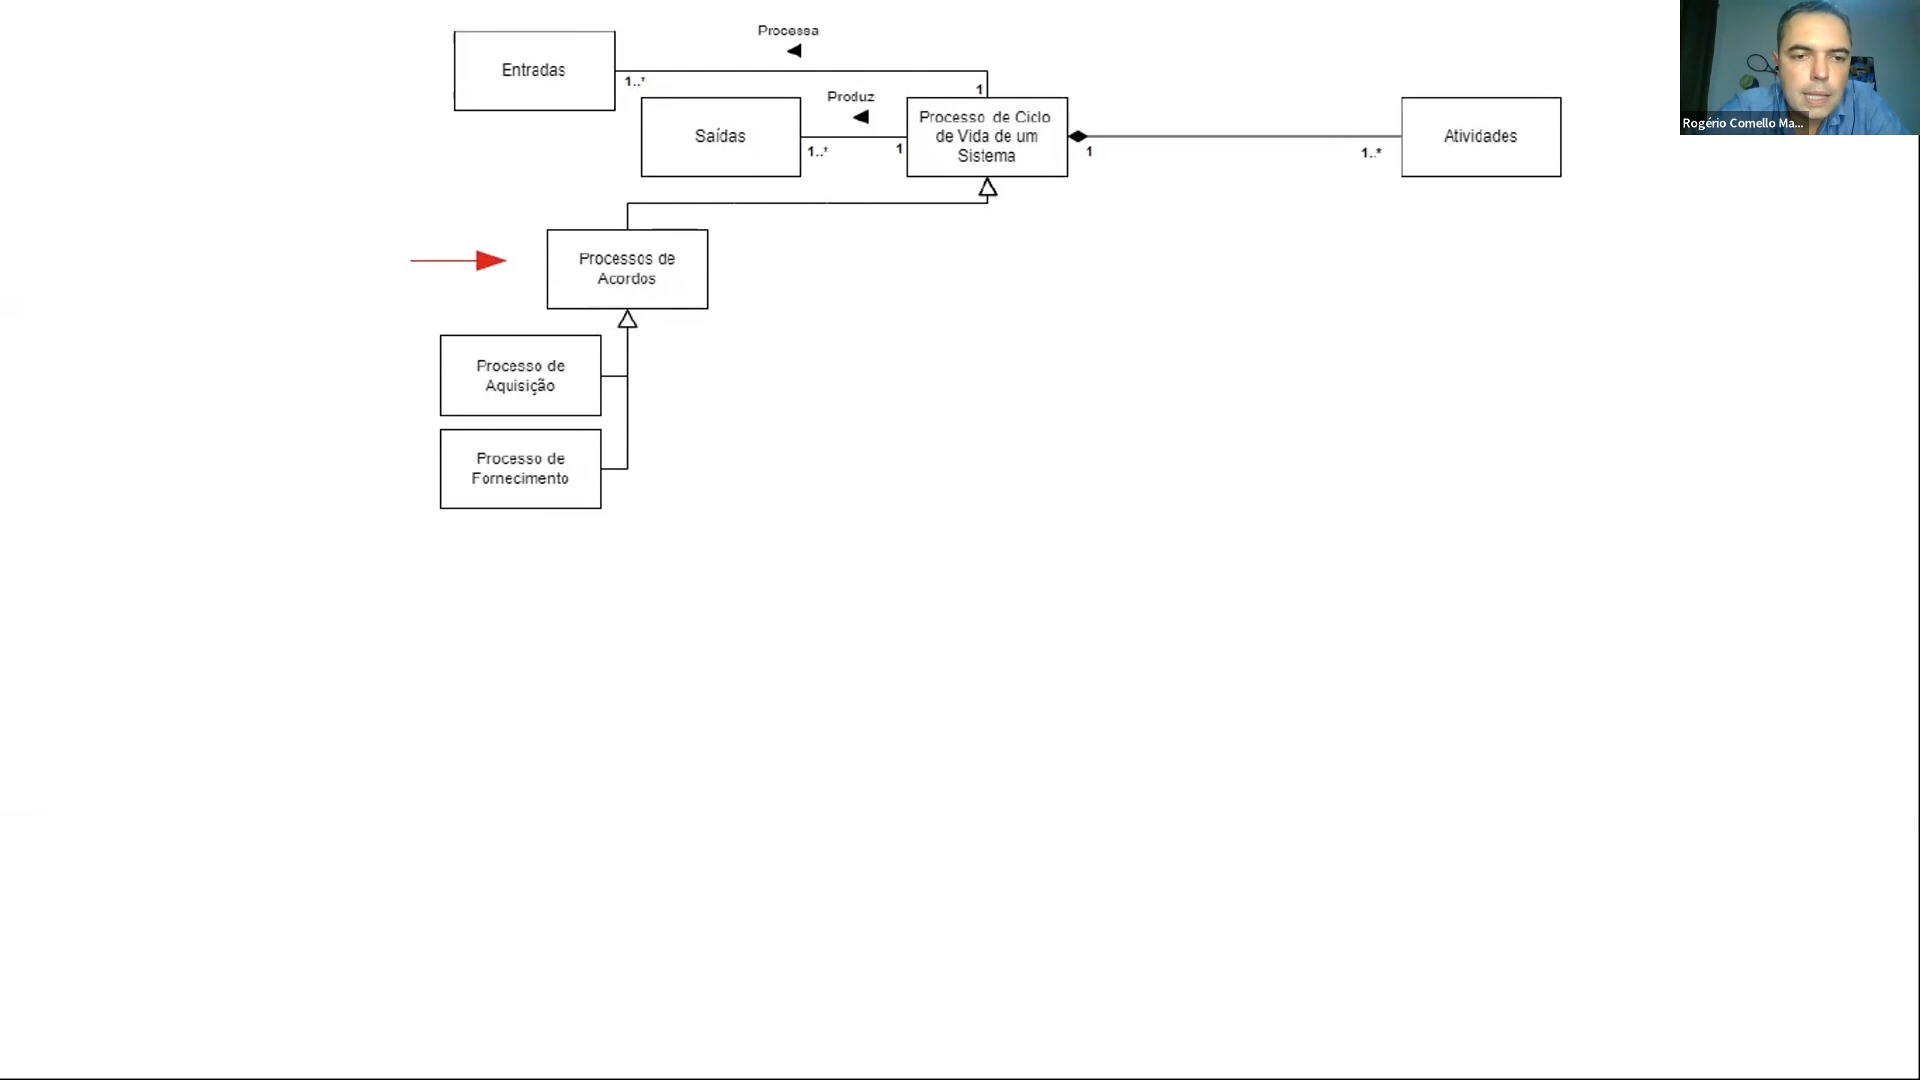 Processa
Entradas
1..*
1
Produz
Saídas
1..*
1
Processo de Ciclo
de Vida de um
Sistema
1
1..*
Atividades
Rogério Comello Ma...
Processos de
Acordos
Processo de
Aquisição
Processo de
Fornecimento